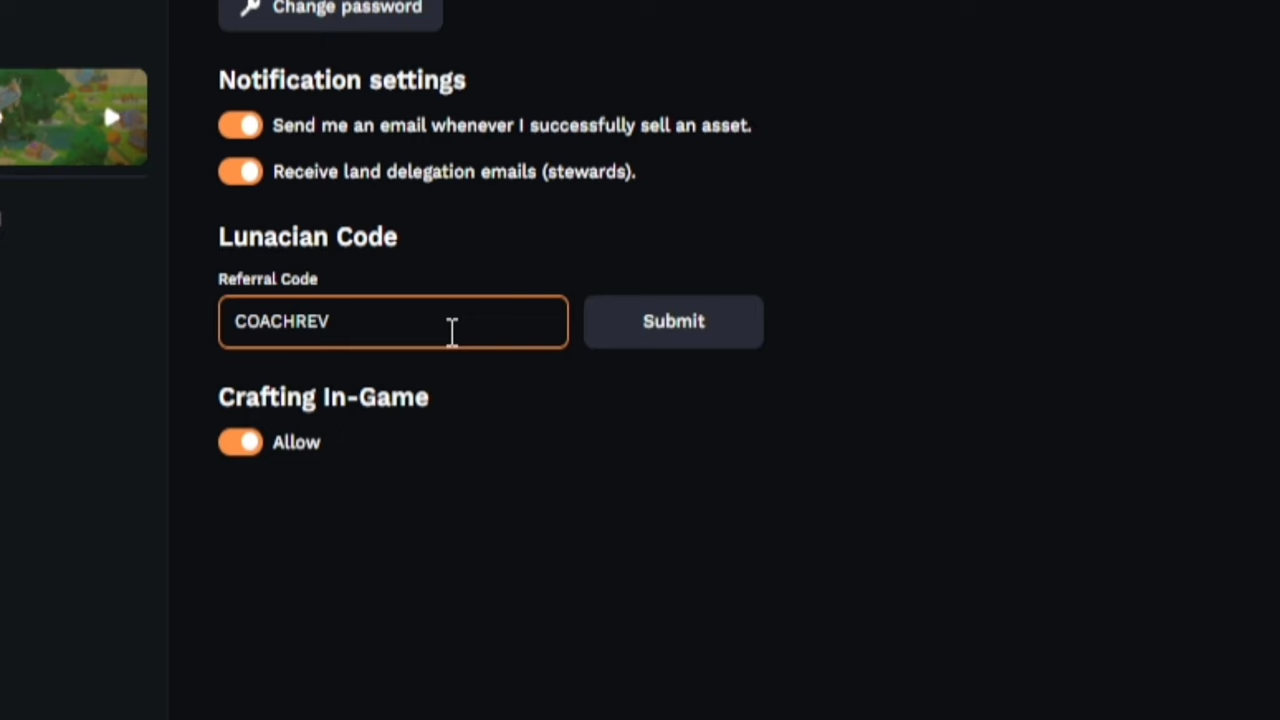 Change password
Notification settings
Send me an email whenever I successfully sell an asset.
Receive land delegation emails (stewards).
Lunacian Code
Referral Code
COACHREV
Submit
Crafting In-Game
Allow